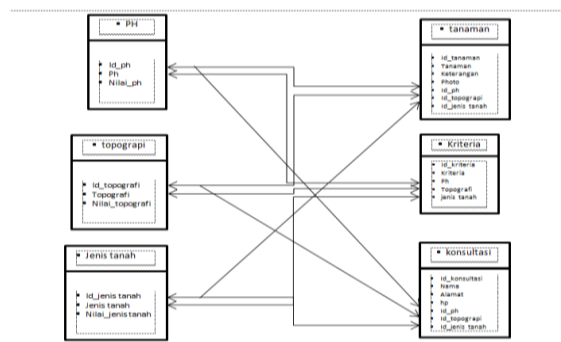 PH
Id_ph
Ph
Nilai_ph
topograpi
Id_topografi
Topografi
Nilai_topografi
Jenis tanah
Id_jenis tanah
Jenis tanah
Nilai_jenis tanah
tanaman
Id_tanaman
Tanaman
Keterangan
Photo
Id_ph
Id_topograpi
Id_jenis tanah
Kriteria
Id_kriteria
Kriteria
Ph
Topografi
jenis tanah
konsultasi
Id_konsultasi
Nama
Alamat
hp
Id_ph
Id_topograpi
Id_jenis tanah